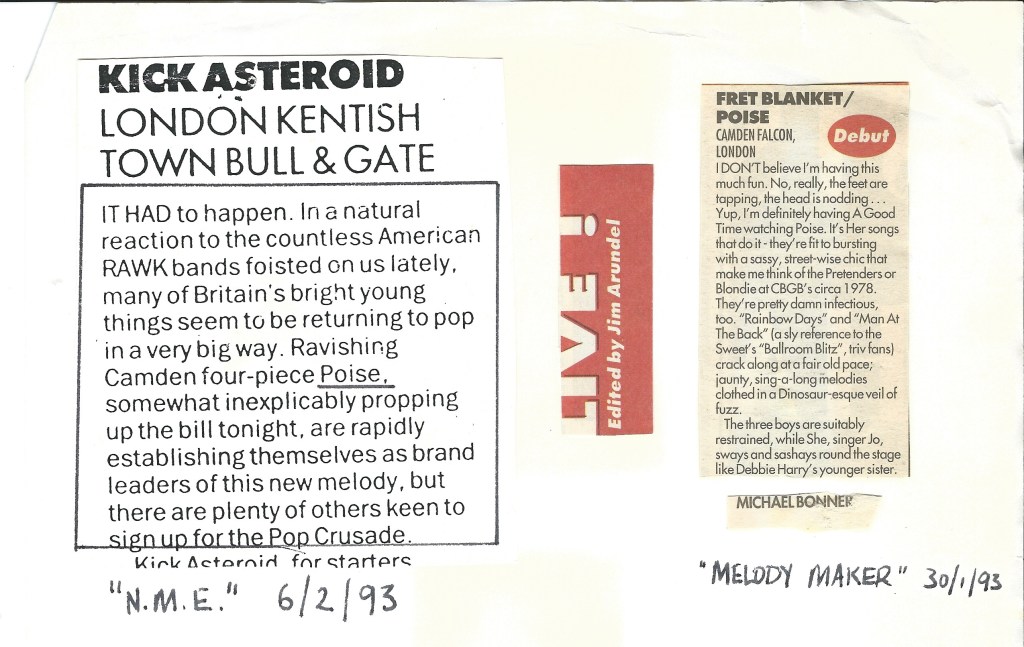 KICK ASTEROID
LONDON KENTISH
TOWN BULL & GATE
IT HAD to happen. In a natural
reaction to the countless American
RAWK bands foisted on us lately,
many of Britain's bright young
things seem to be returning to pop
in a very big way. Ravishing
Camden four-piece Poise,
somewhat inexplicably propping
up the bill tonight, are rapidly
establishing themselves as brand
leaders of this new melody, but
there are plenty of others keen to
sign up for the Pop Crusade.
Kick Asteroid, for starters
"N.M.E." 6/2/93
LIVE!
Edited by Jim Arundel
FRET BLANKET/
POISE
CAMDEN FALCON,
LONDON
Debut
I DON'T believe I'm having this
much fun. No, really, the feet are
tapping, the head is nodding . . .
Yup, I'm definitely having A Good
Time watching Poise. It's Her songs
that do it - they're fit to bursting
with a sassy, street-wise chic that
make me think of the Pretenders or
Blondie at CBGB's circa 1978.
They're pretty damn infectious,
too. "Rainbow Days" and "Man At
The Back" (a sly reference to the
Sweet's "Ballroom Blitz", triv fans)
crack along at a fair old pace;
jaunty, sing-a-long melodies
clothed in a Dinosaur-esque veil of
fuzz.
The three boys are suitably
restrained, while She, singer Jo,
sways and sashays round the stage
like Debbie Harry's younger sister.
MICHAEL BONNER
"MELODY MAKER" 30/1/93